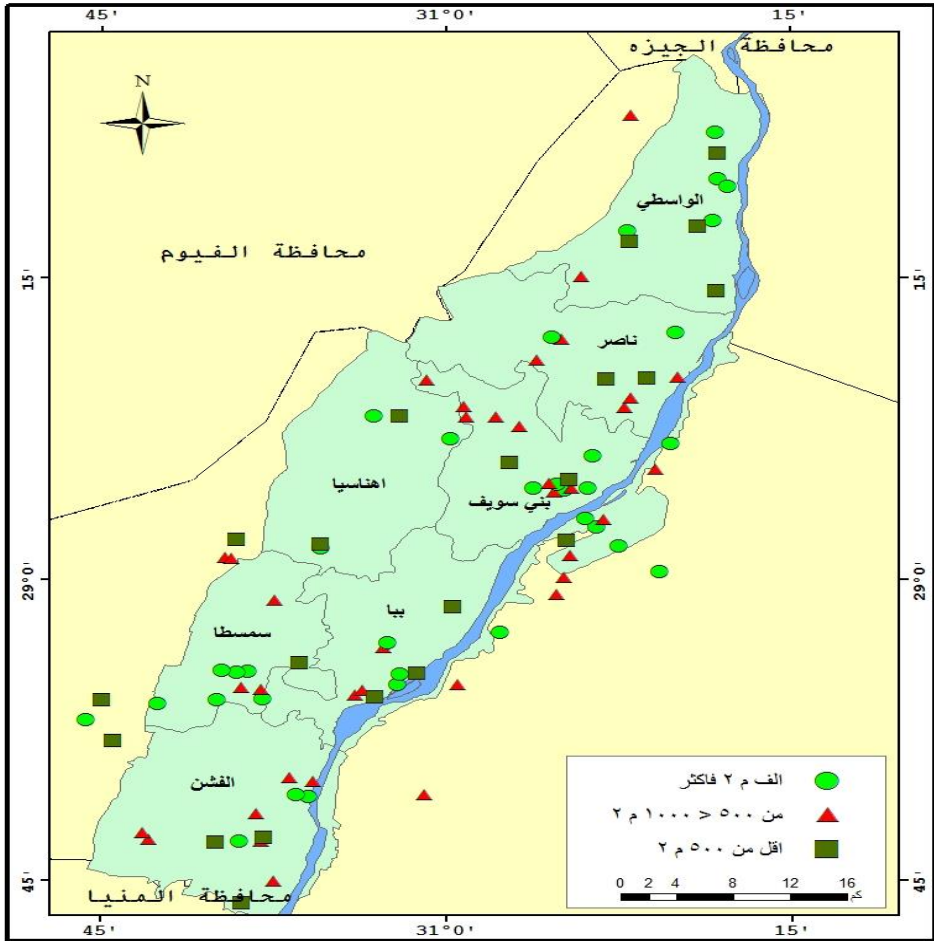 45' 31°0' 15'
محافظة الجيزه
N
الواسطي
محافظة الفيوم
15' 15'
ناصر
اهناسيا
بني سويف
29°0' 29°0'
ببا
سمسطا
الفشن
الف م ٢ فاكثر
من ٥٠٠ < ١٠٠٠ م ٢
اقل من ٥٠٠ م ٢
45' 45'
0 2 4 8 12 16
كم
محافظة المنيا
45' 31°0' 15'